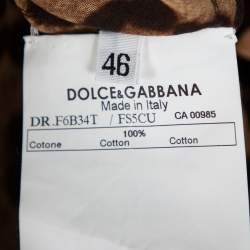 46
DOLCE&GABBANA
Made in Italy
DR.F6B34T / FS5CU CA 00985
100%
Cotone Cotton Cotton